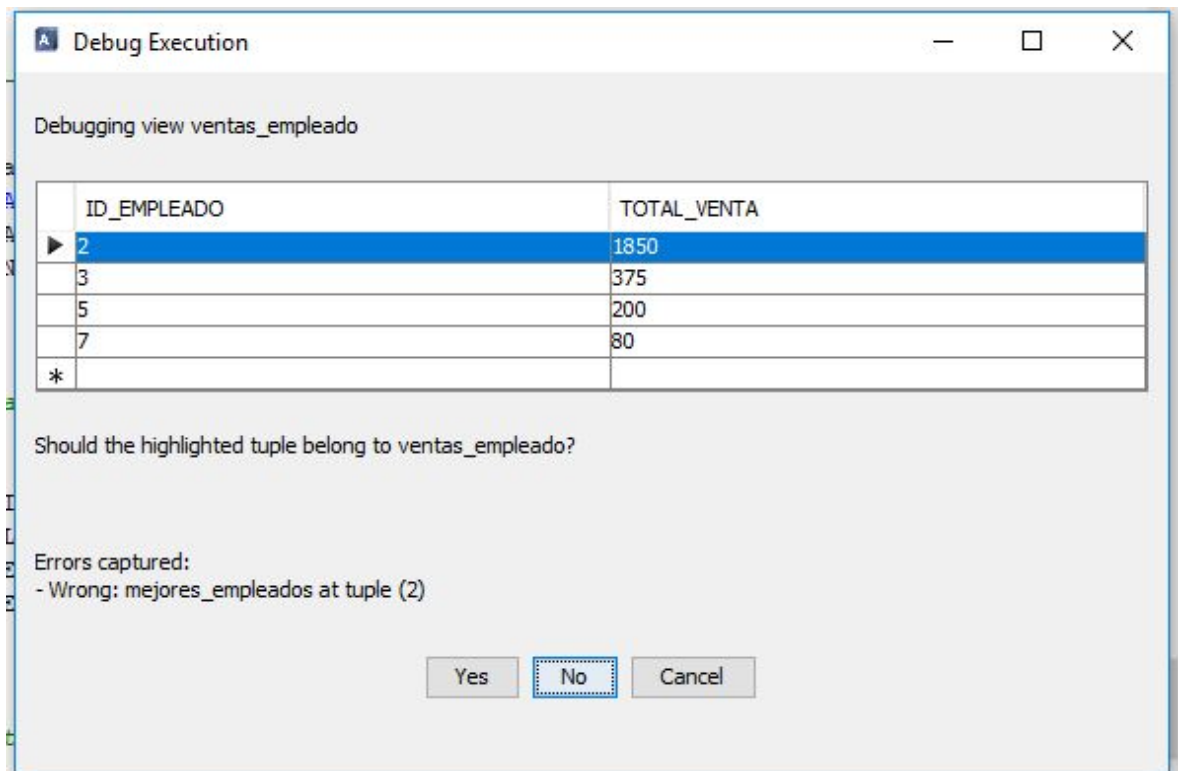 Debug Execution
Debugging view ventas_empleado
ID_EMPLEADO TOTAL_VENTA
2 1850
3 375
5 200
7 80
*
Should the highlighted tuple belong to ventas_empleado?
Errors captured:
- Wrong: mejores_empleados at tuple (2)
Yes No Cancel